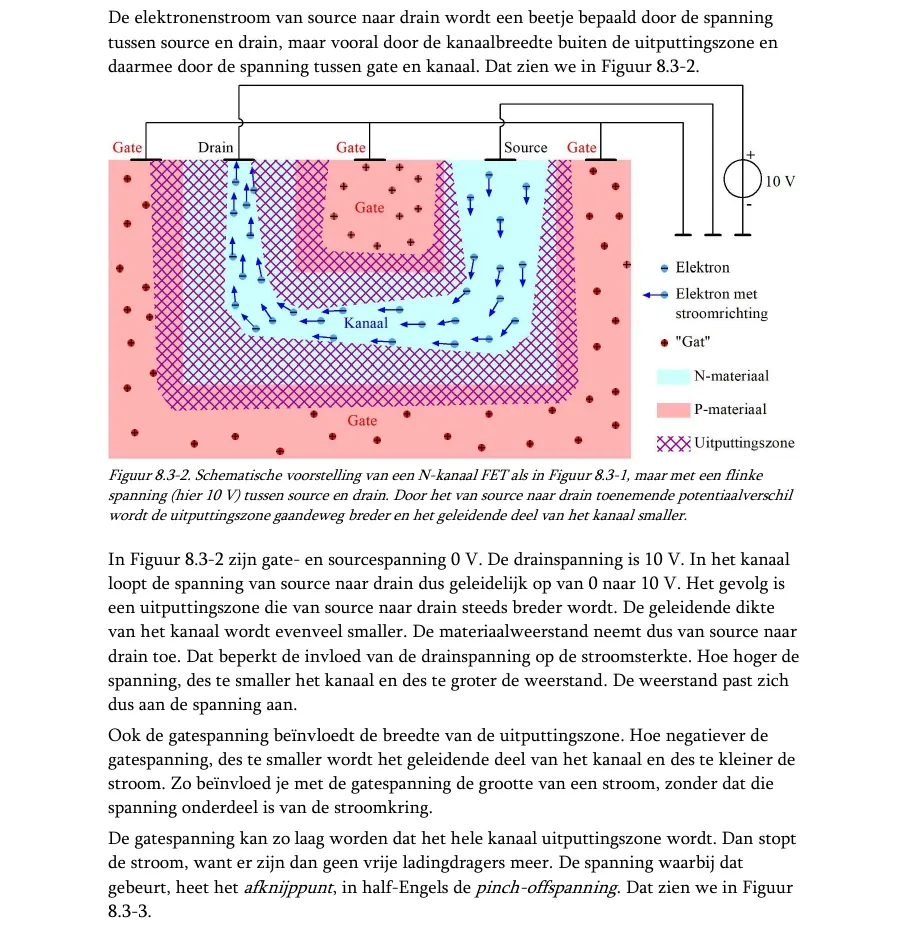 De elektronenstroom van source naar drain wordt een beetje bepaald door de spanning
tussen source en drain, maar vooral door de kanaalbreedte buiten de uitputtingszone en
daarmee door de spanning tussen gate en kanaal. Dat zien we in Figuur 8.3-2.
Gate Drain Gate Source Gate
+
10 V
-
Gate
Elektron
Elektron met
stroomrichting
Kanaal
"Gat"
N-materiaal
P-materiaal
Gate
Uitputtingszone
Figuur 8.3-2. Schematische voorstelling van een N-kanaal FET als in Figuur 8.3-1, maar met een flinke
spanning (hier 10 V) tussen source en drain. Door het van source naar drain toenemende potentiaalverschil
wordt de uitputtingszone gaandeweg breder en het geleidende deel van het kanaal smaller.
In Figuur 8.3-2 zijn gate- en sourcespanning 0 V. De drainspanning is 10 V. In het kanaal
loopt de spanning van source naar drain dus geleidelijk op van 0 naar 10 V. Het gevolg is
een uitputtingszone die van source naar drain steeds breder wordt. De geleidende dikte
van het kanaal wordt evenveel smaller. De materiaalweerstand neemt dus van source naar
drain toe. Dat beperkt de invloed van de drainspanning op de stroomsterkte. Hoe hoger de
spanning, des te smaller het kanaal en des te groter de weerstand. De weerstand past zich
dus aan de spanning aan.
Ook de gatespanning beïnvloedt de breedte van de uitputtingszone. Hoe negatiever de
gatespanning, des te smaller wordt het geleidende deel van het kanaal en des te kleiner de
stroom. Zo beïnvloed je met de gatespanning de grootte van een stroom, zonder dat die
spanning onderdeel is van de stroomkring.
De gatespanning kan zo laag worden dat het hele kanaal uitputtingszone wordt. Dan stopt
de stroom, want er zijn dan geen vrije ladingdragers meer. De spanning waarbij dat
gebeurt, heet het afknijppunt, in half-Engels de pinch-offspanning. Dat zien we in Figuur
8.3-3.